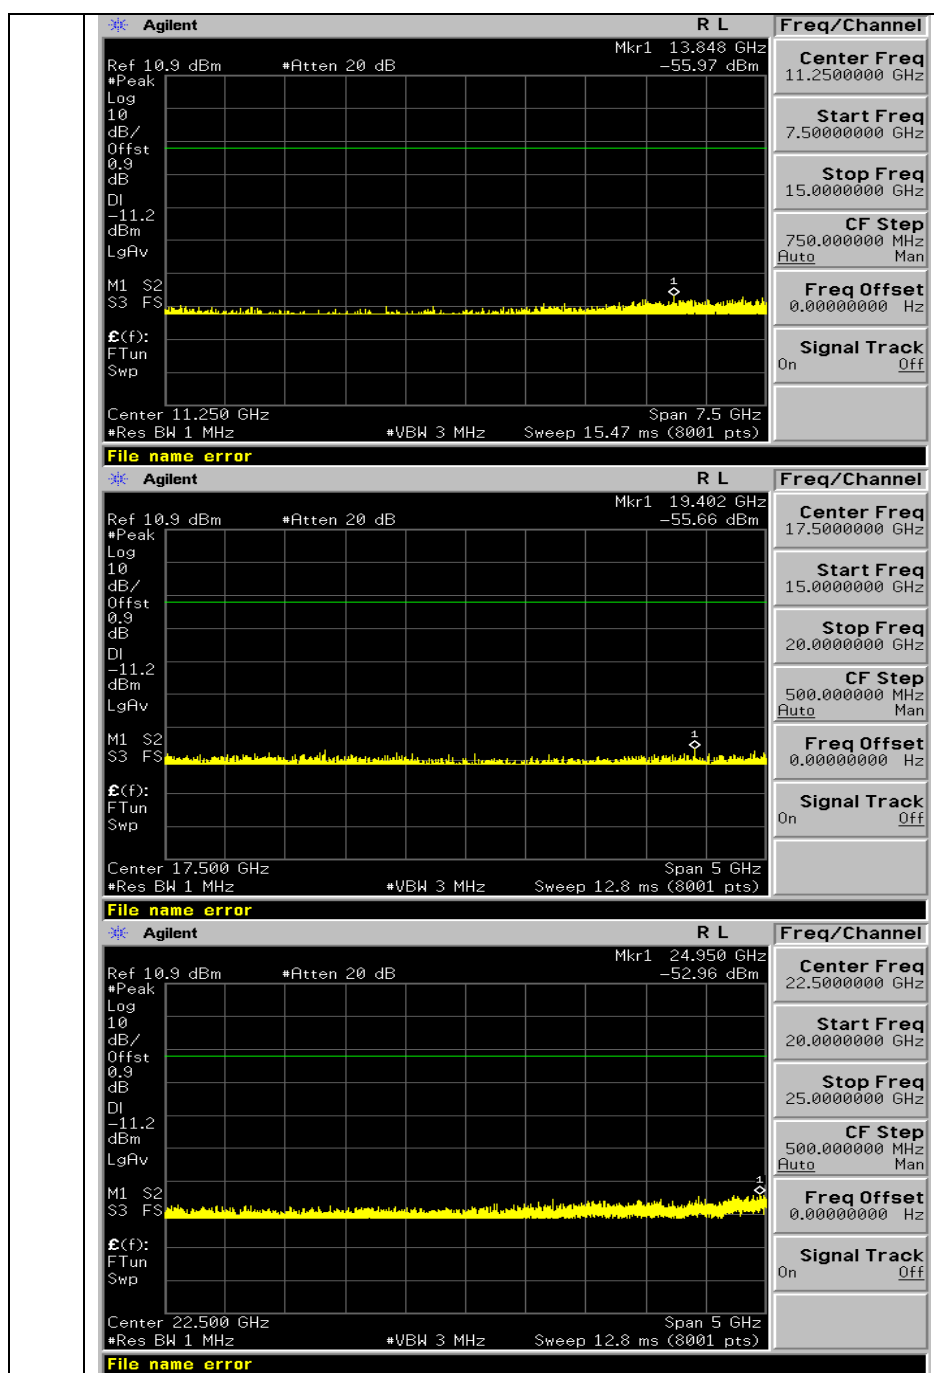 Agilent R L Freq/Channel
Mkr1 13.848 GHz
Ref 10.9 dBm #Atten 20 dB -55.97 dBm
#Peak
Log
10
dB/
Offst
0.9
dB
DI
-11.2
dBm
LgAv
M1 S2
S3 FS
£(f):
FTun
Swp
1
Center 11.250 GHz Span 7.5 GHz
#Res BW 1 MHz #VBW 3 MHz Sweep 15.47 ms (8001 pts)
File name error
Center Freq
11.2500000 GHz
Start Freq
7.50000000 GHz
Stop Freq
15.0000000 GHz
CF Step
750.000000 MHz
Auto Man
Freq Offset
0.00000000 Hz
Signal Track
On Off
Agilent R L Freq/Channel
Mkr1 19.402 GHz
Ref 10.9 dBm #Atten 20 dB -55.66 dBm
#Peak
Log
10
dB/
Offst
0.9
dB
DI
-11.2
dBm
LgAv
M1 S2
S3 FS
£(f):
FTun
Swp
1
Center 17.500 GHz Span 5 GHz
#Res BW 1 MHz #VBW 3 MHz Sweep 12.8 ms (8001 pts)
File name error
Center Freq
17.5000000 GHz
Start Freq
15.0000000 GHz
Stop Freq
20.0000000 GHz
CF Step
500.000000 MHz
Auto Man
Freq Offset
0.00000000 Hz
Signal Track
On Off
Agilent R L Freq/Channel
Mkr1 24.950 GHz
Ref 10.9 dBm #Atten 20 dB -52.96 dBm
#Peak
Log
10
dB/
Offst
0.9
dB
DI
-11.2
dBm
LgAv
M1 S2
S3 FS
£(f):
FTun
Swp
1
Center 22.500 GHz Span 5 GHz
#Res BW 1 MHz #VBW 3 MHz Sweep 12.8 ms (8001 pts)
File name error
Center Freq
22.5000000 GHz
Start Freq
20.0000000 GHz
Stop Freq
25.0000000 GHz
CF Step
500.000000 MHz
Auto Man
Freq Offset
0.00000000 Hz
Signal Track
On Off